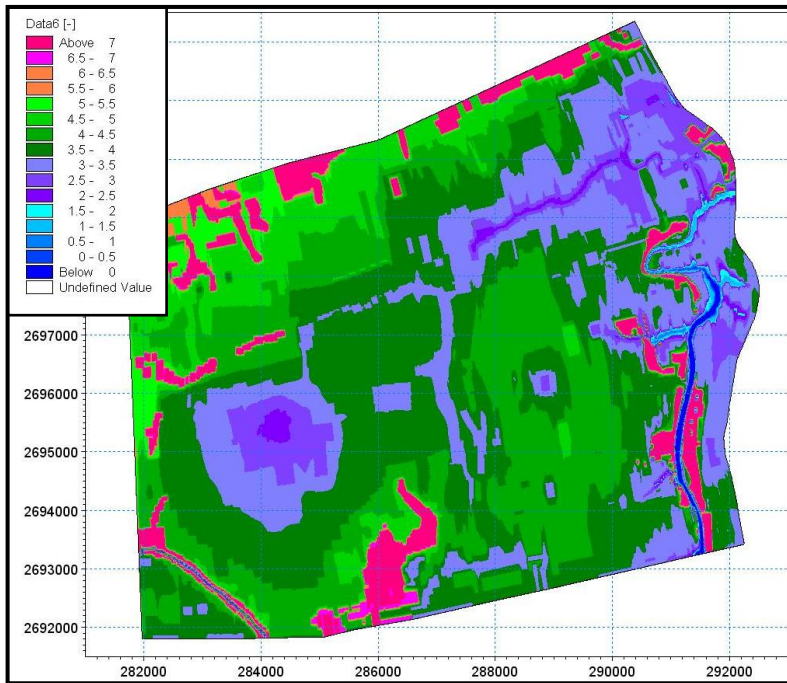 Data6 [-]
Above 7
6.5 - 7
6 - 6.5
5.5 - 6
5 - 5.5
4.5 - 5
4 - 4.5
3.5 - 4
3 - 3.5
2.5 - 3
2 - 2.5
1.5 - 2
1 - 1.5
0.5 - 1
0 - 0.5
Below 0
Undefined Value
2697000
2696000
2695000
2694000
2693000
2692000
282000 284000 286000 288000 290000 292000